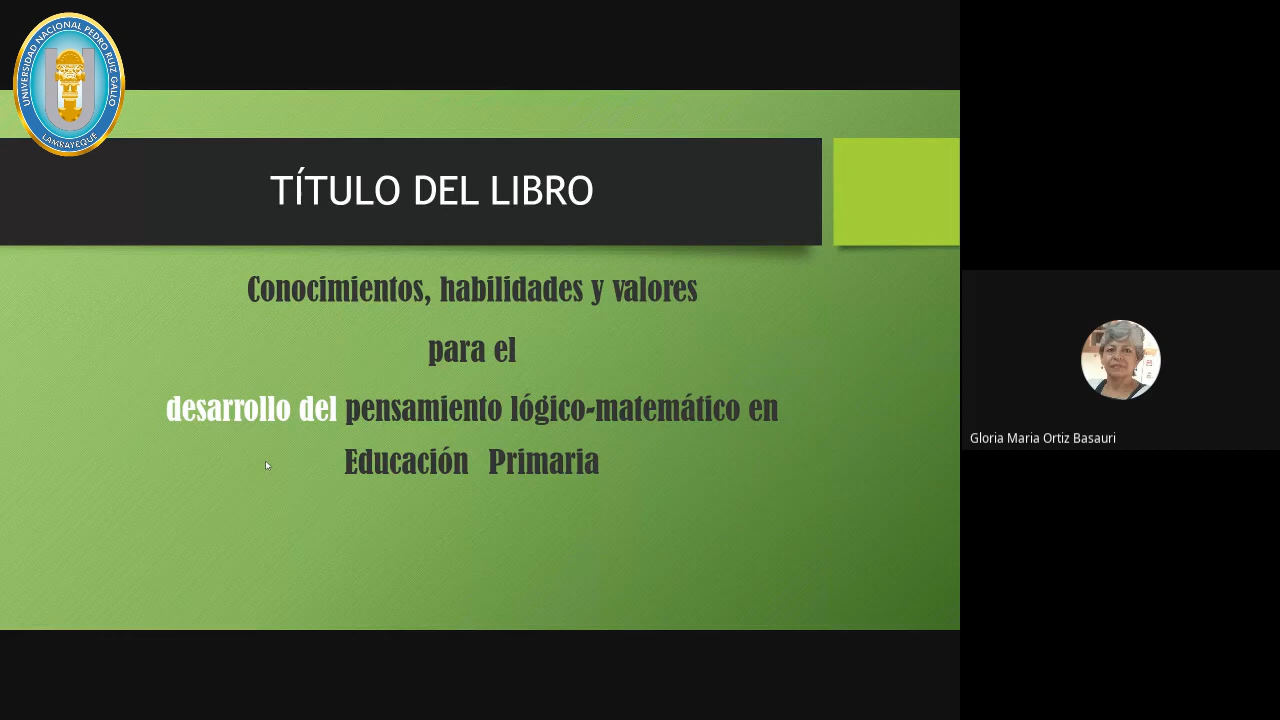 UNIVERSIDAD NACIONAL PEDRO RUIZ GALLO
LAMBAYEQUE
TÍTULO DEL LIBRO
Conocimientos, habilidades y valores
para el
desarrollo del pensamiento lógico-matemático en
Educación Primaria
Gloria Maria Ortiz Basauri